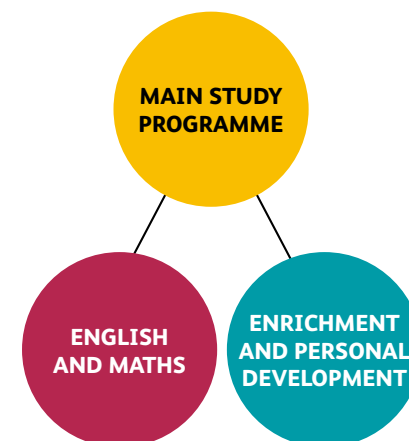 MAIN STUDY
PROGRAMME
ENGLISH
AND MATHS
ENRICHMENT
AND PERSONAL
DEVELOPMENT